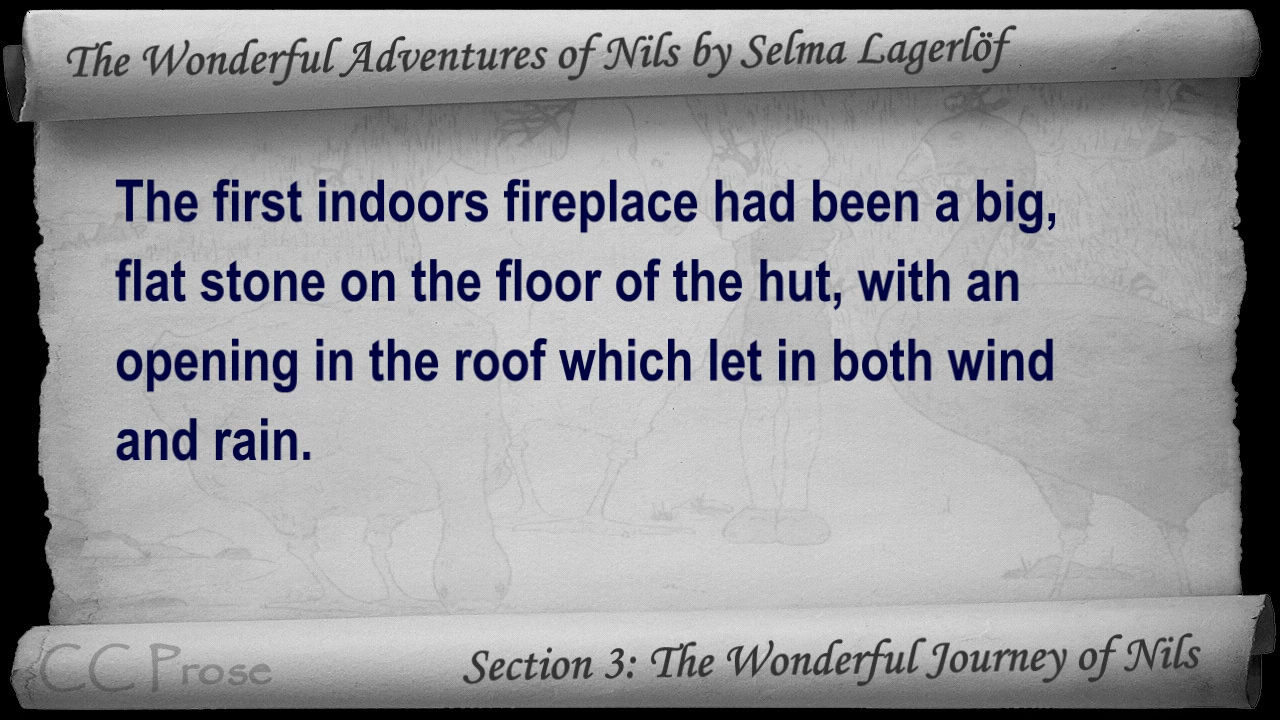 The Wonderful Adventures of Nils by Selma Lagerlöf
The first indoors fireplace had been a big,
flat stone on the floor of the hut, with an
opening in the roof which let in both wind
and rain.
CC Prose
Section 3: The Wonderful Journey of Nils